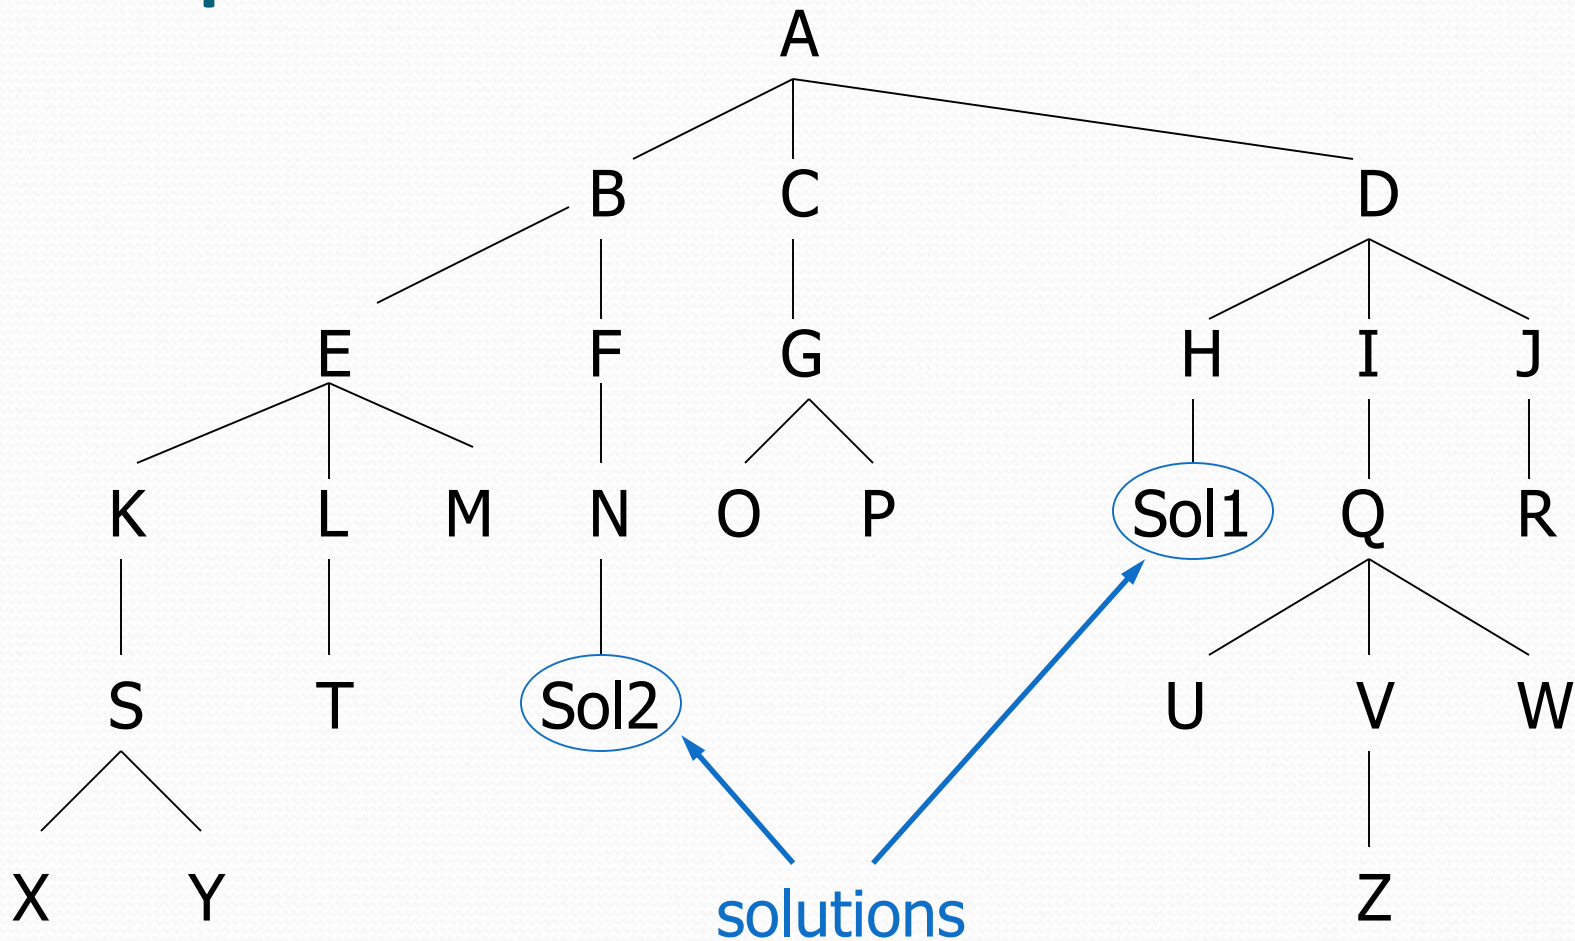 A
B C D
E F G H I J
K L M N O P Sol1 Q R
S T Sol2 U V W
X Y Z
solutions